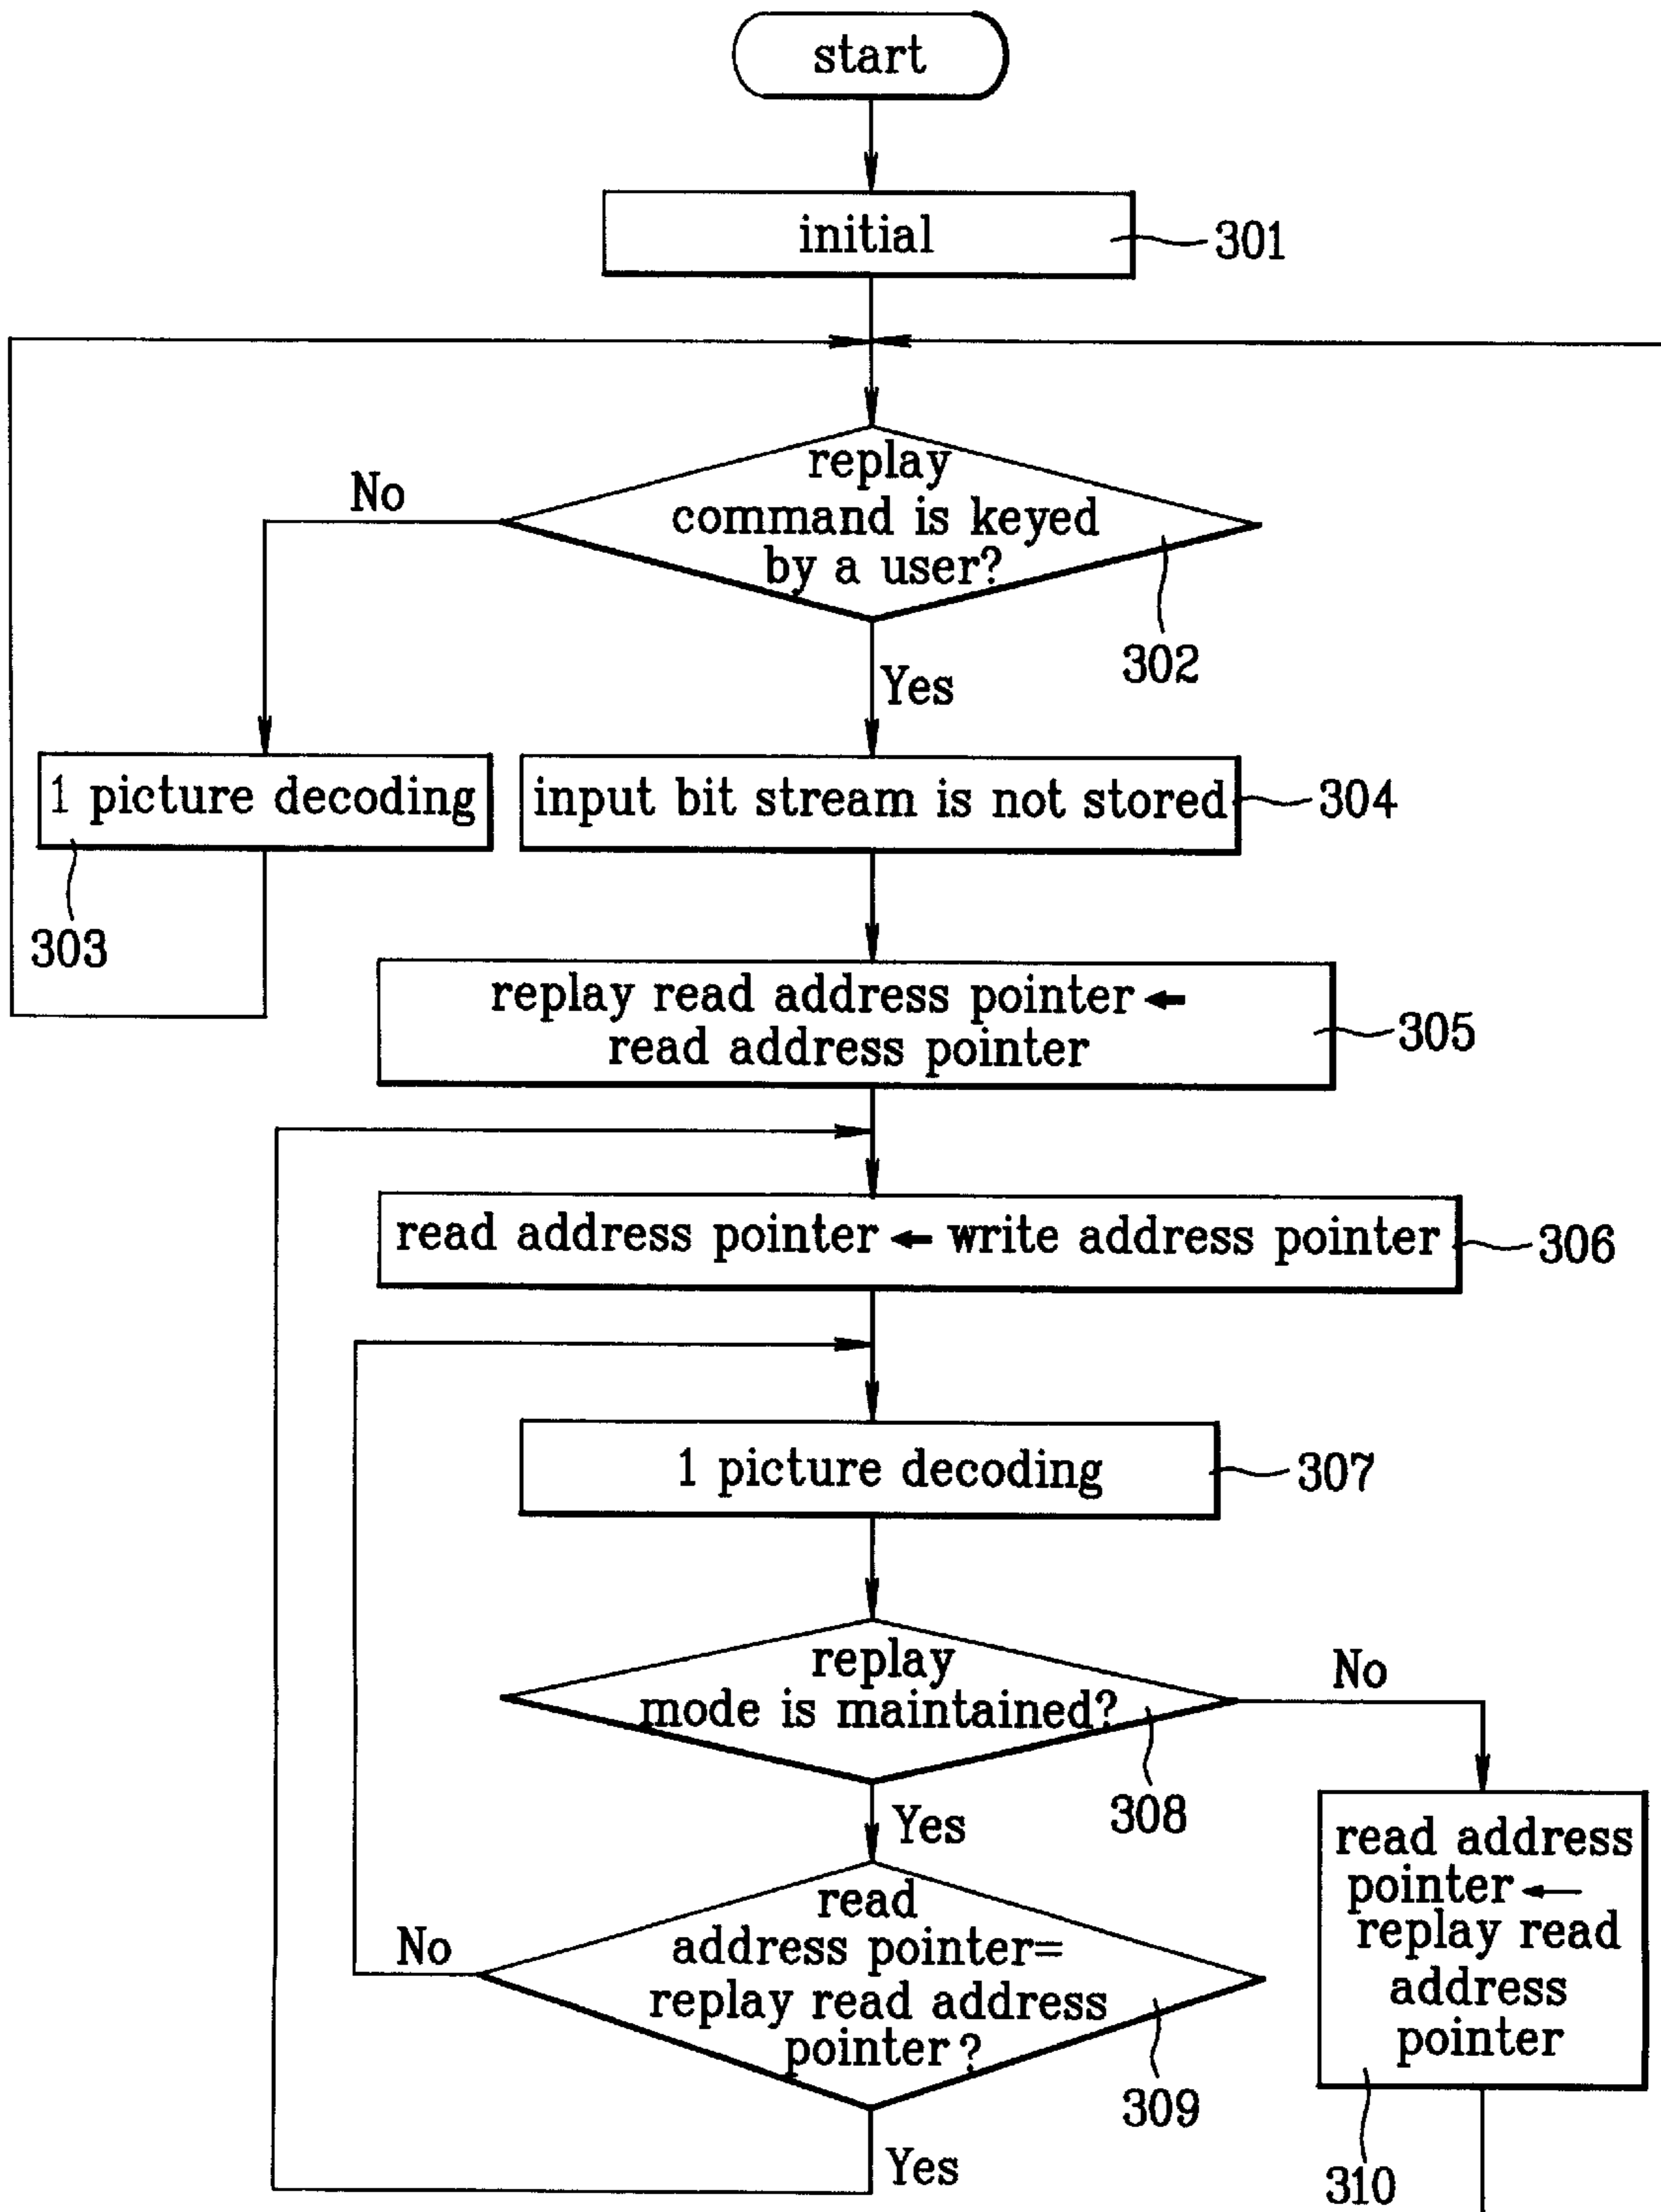 start
initial
301
replay
command is keyed
by a user?
No
302
Yes
1 picture decoding
303
input bit stream is not stored
304
replay read address pointer ←
read address pointer
305
read address pointer ← write address pointer
306
1 picture decoding
307
replay
mode is maintained?
No
308
Yes
read
address pointer=
replay read address
pointer?
No
309
Yes
read address
pointer ←
replay read
address
pointer
310